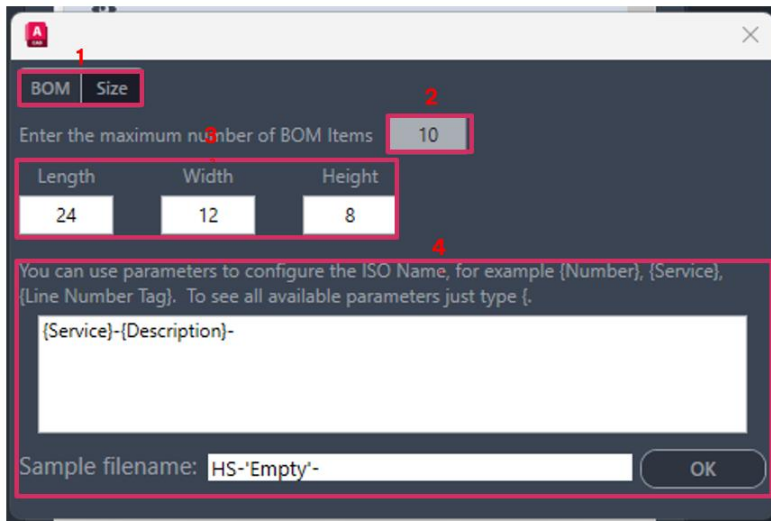 A
CAD
1
BOM Size
2
Enter the maximum number of BOM Items 10
3
Length Width Height
24 12 8
4
You can use parameters to configure the ISO Name, for example {Number}, {Service},
{Line Number Tag}. To see all available parameters just type {.
{Service}-{Description}-
Sample filename: HS-'Empty'- OK